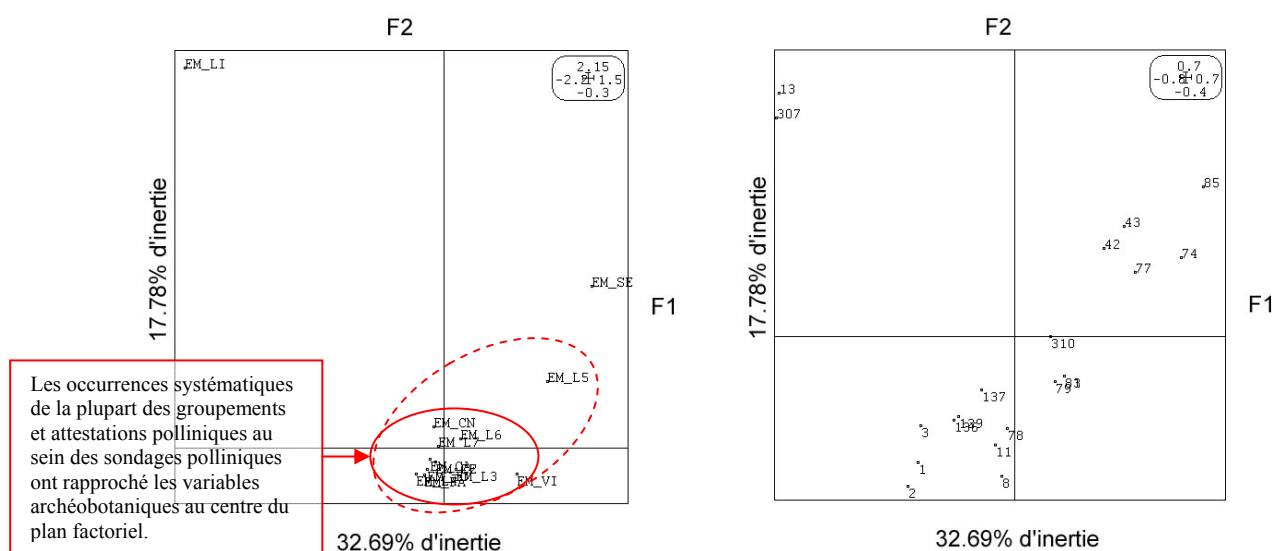 F2
EM_LI
2.15
-2.2 1.5
-0.3
17.78% d'inertie
EM_SE
F1
EM_L5
EM_CN
EM_L6
EM_L7
EM_L3
EM_VI
32.69% d'inertie
Les occurrences systématiques
de la plupart des groupements
et attestations polliniques au
sein des sondages polliniques
ont rapproché les variables
archéobotaniques au centre du
plan factoriel.
F2
0.7
-0.8 0.7
-0.4
13
307
85
43
42
74
77
17.78% d'inertie
F1
310
79
137
3
78
11
1
8
2
32.69% d'inertie